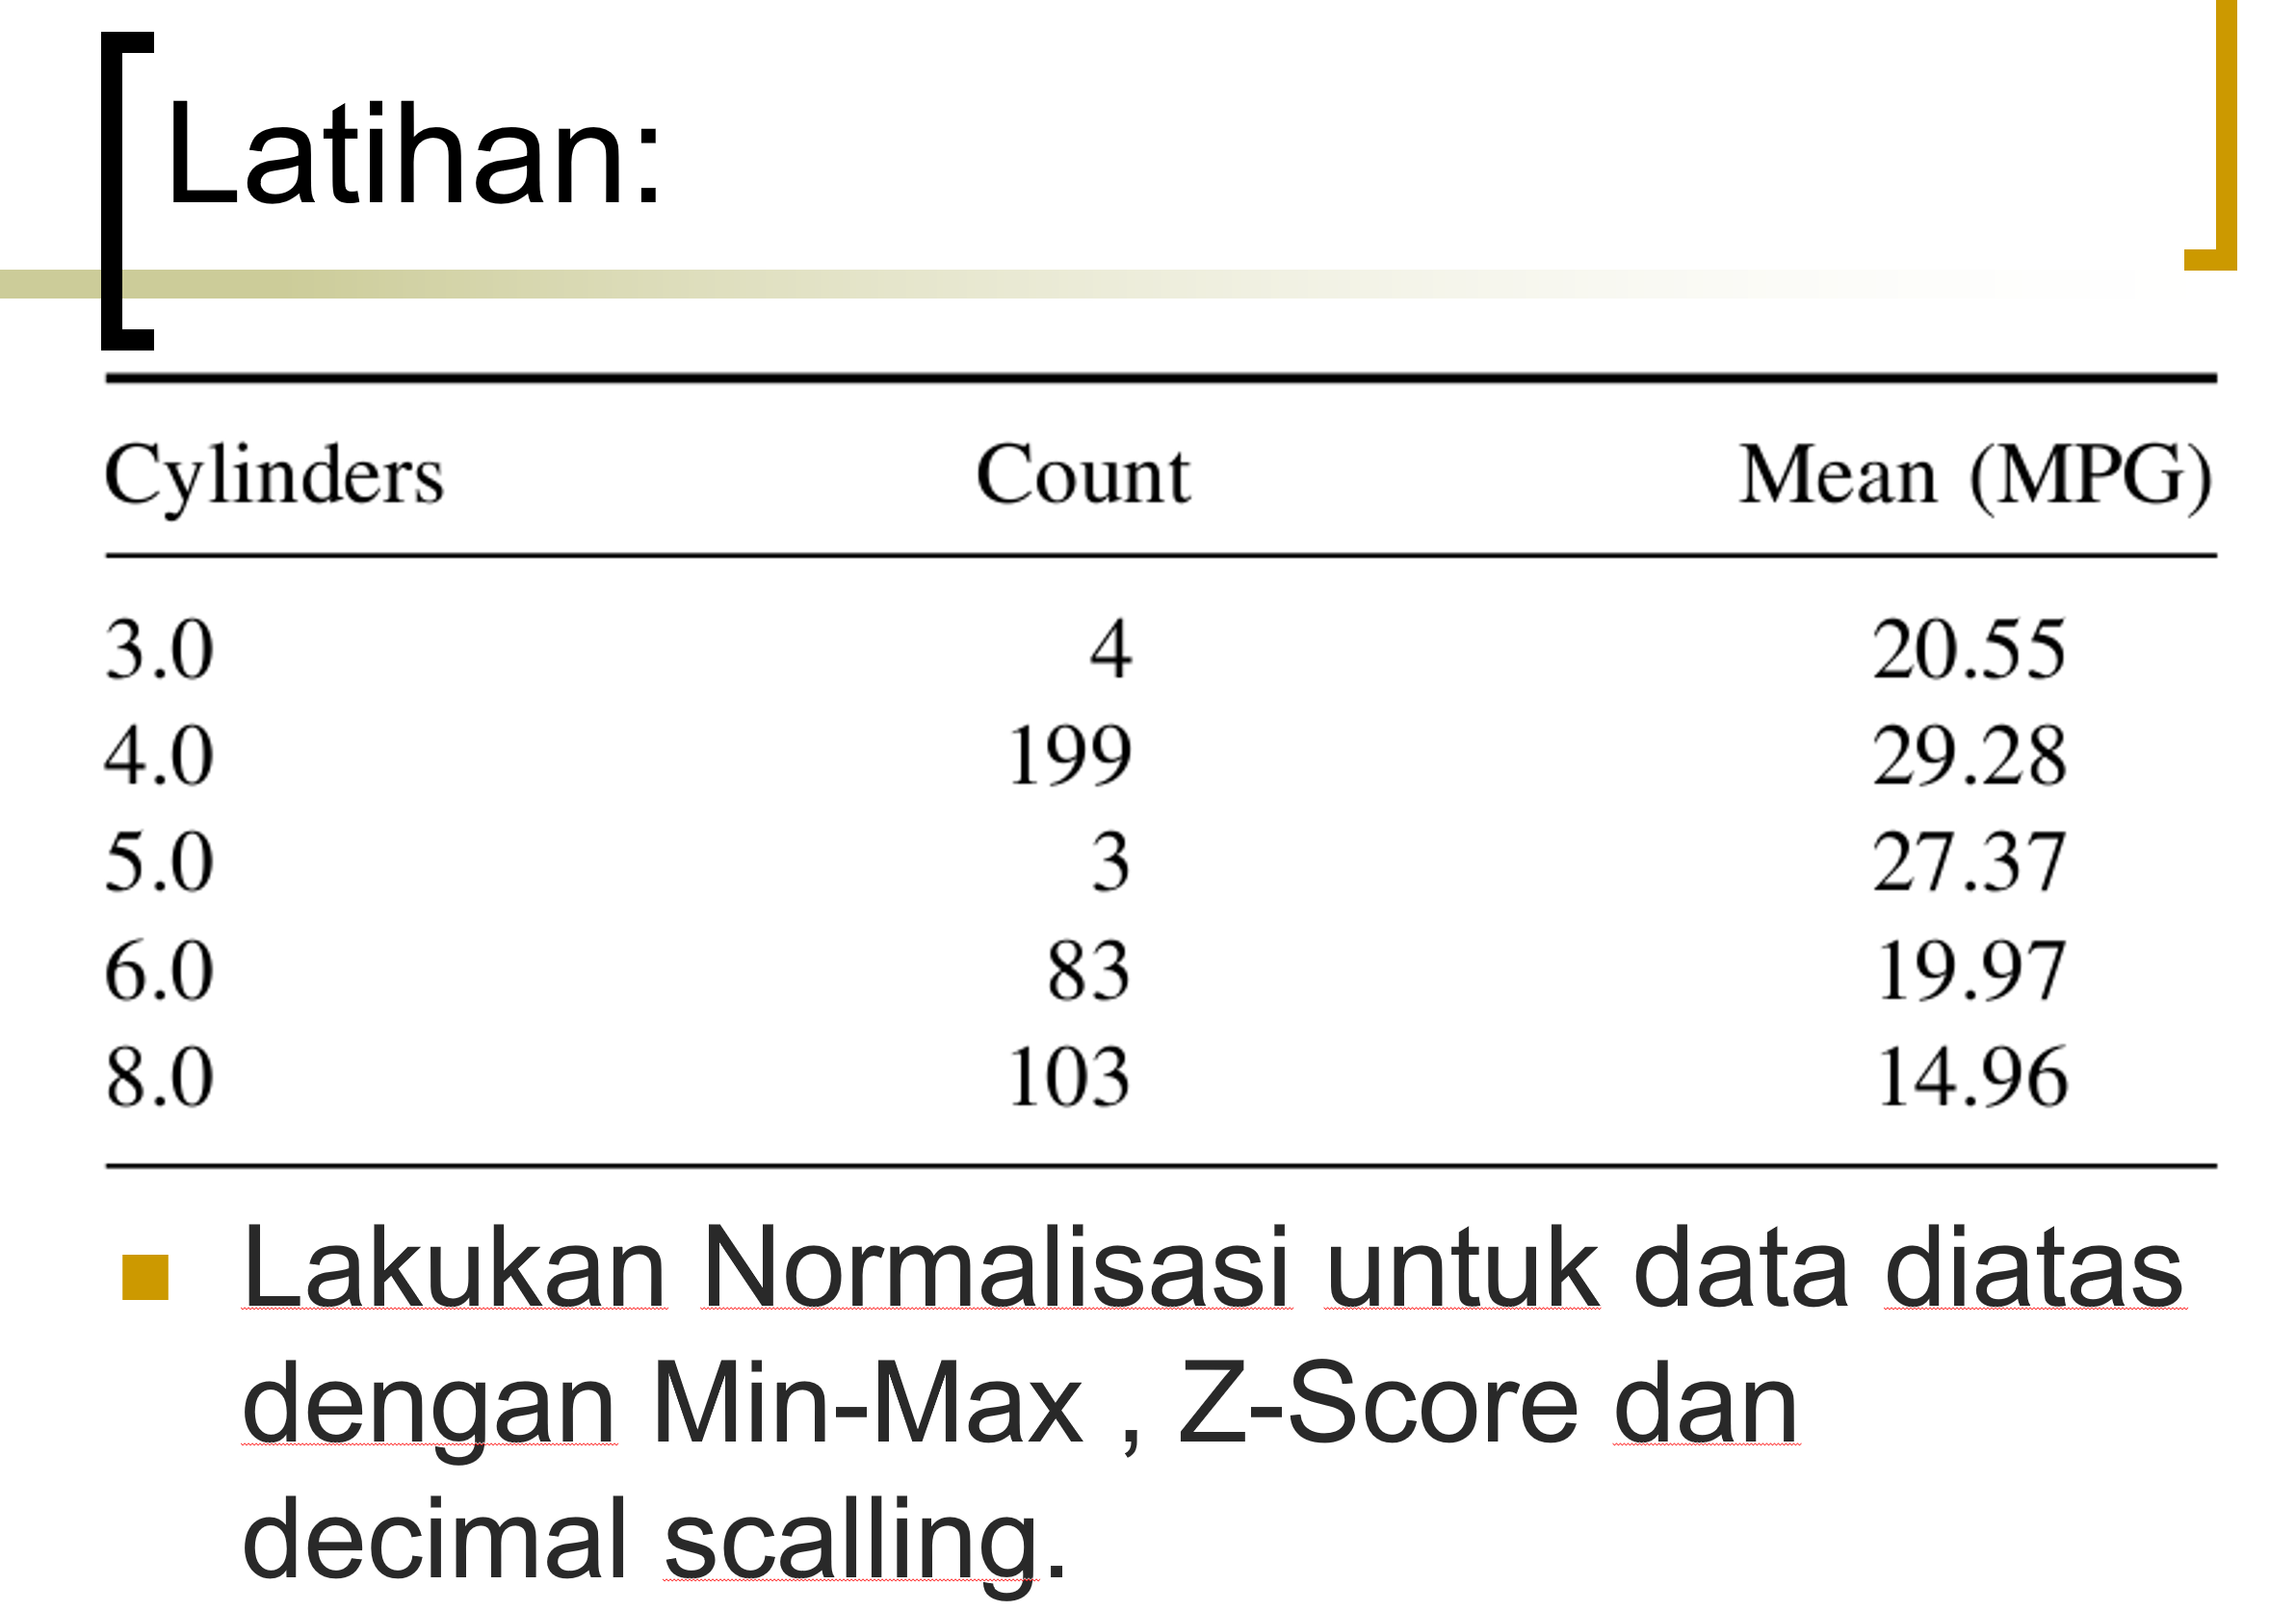 Latihan:
Cylinders Count Mean (MPG)
3.0 4 20.55
4.0 199 29.28
5.0 3 27.37
6.0 83 19.97
8.0 103 14.96
Lakukan Normalisasi untuk data diatas
dengan Min-Max , Z-Score dan
decimal scalling.